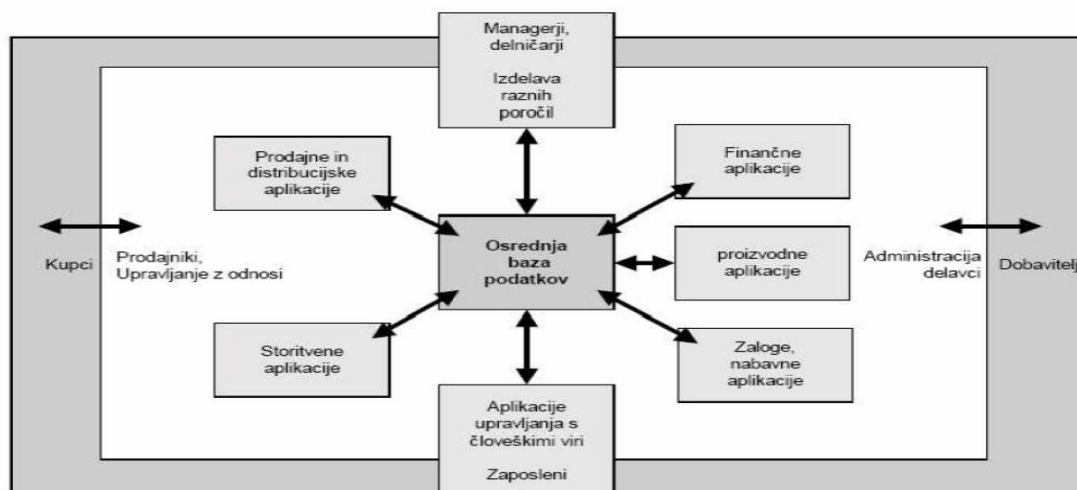 Managerji,
delničarji
Izdelava
raznih
poročil
Prodajne in
distribucijske
aplikacije
Finančne
aplikacije
Kupci
Prodajniki,
Upravljanje z odnosi
Osrednja
baza
podatkov
proizvodne
aplikacije
Administracija
delavci
Dobavitelj
Storitvene
aplikacije
Zaloge,
nabavne
aplikacije
Aplikacije
upravljanja s
človeškimi viri
Zaposleni